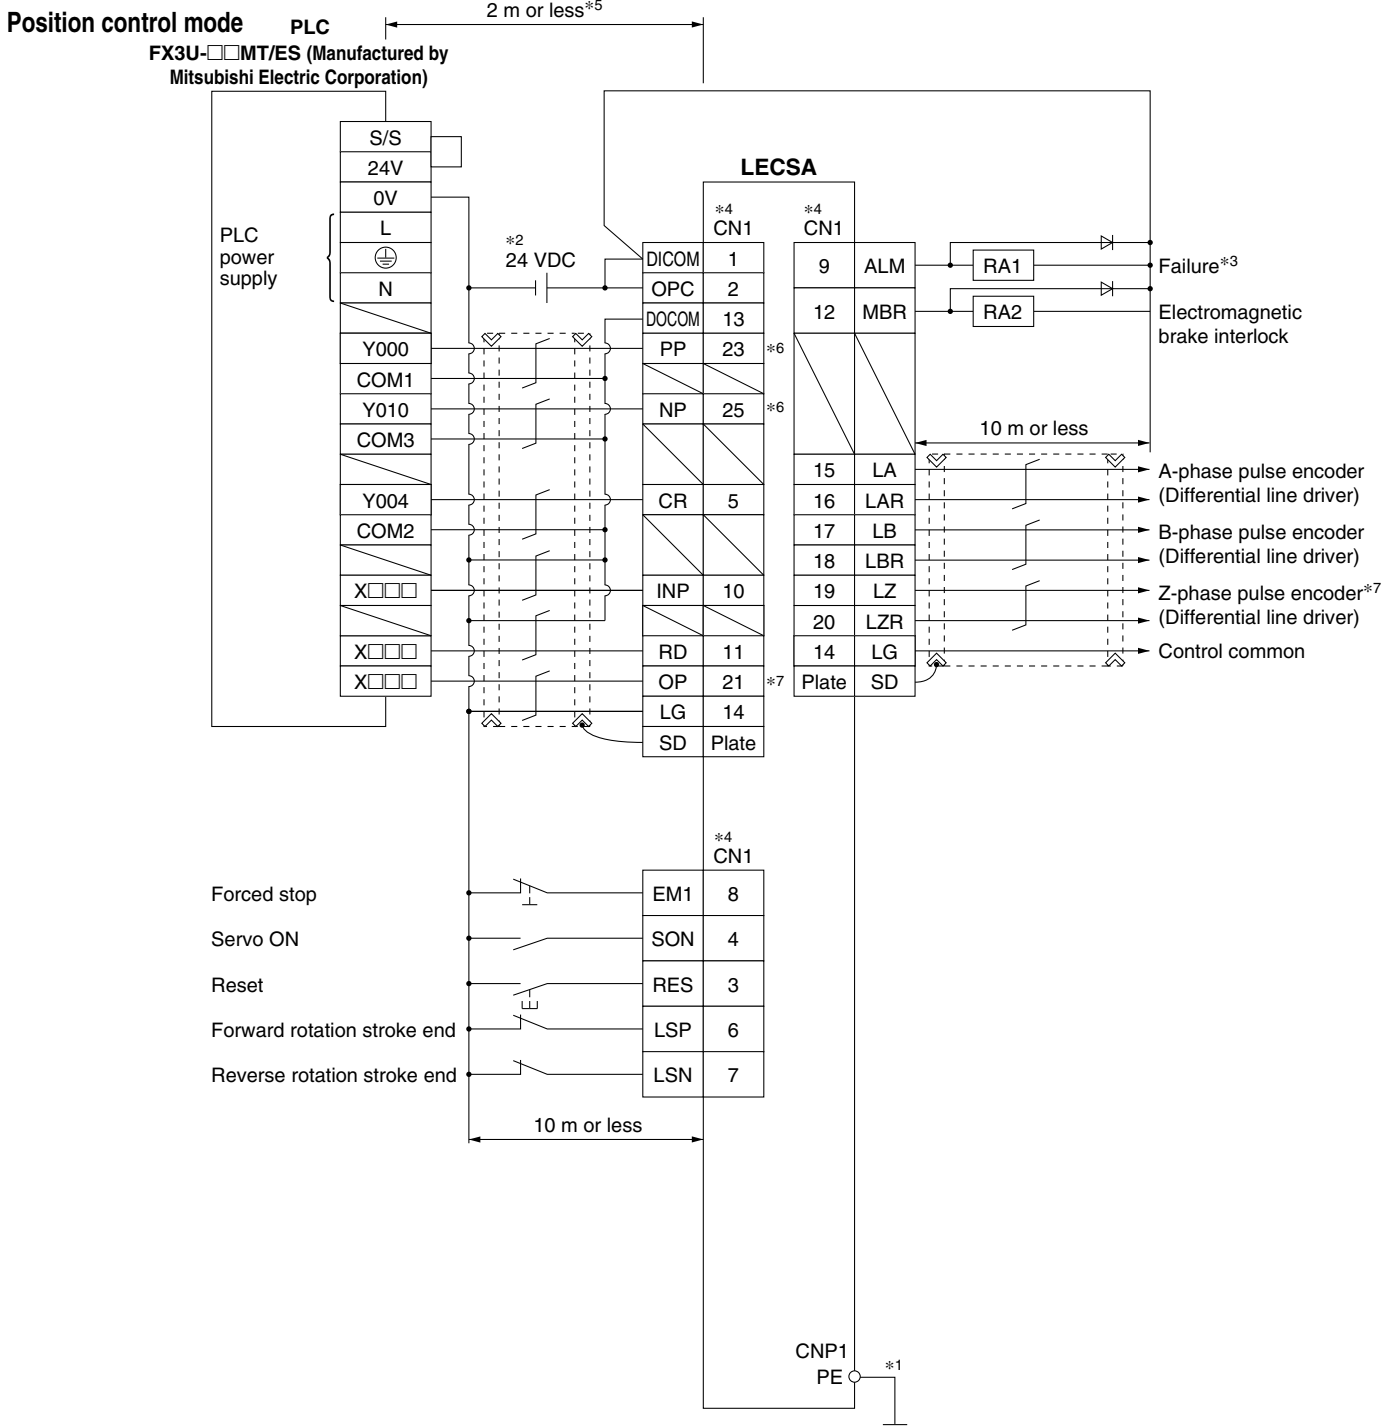 Position control mode
PLC
2 m or less*5
FX3U-□□MT/ES (Manufactured by
Mitsubishi Electric Corporation)
S/S
24V
0V
L
N
PLC
power
supply
Y000
COM1
Y010
COM3
Y004
COM2
X□□□
X□□□
X□□□
*2
24 VDC
LECSA
*4
CN1
DICOM 1
OPC 2
DOCOM 13
PP 23 *6
NP 25 *6
CR 5
INP 10
RD 11
OP 21 *7
LG 14
SD Plate
*4
CN1
9 ALM RA1 Failure*3
12 MBR RA2 Electromagnetic
brake interlock
10 m or less
15 LA A-phase pulse encoder
16 LAR (Differential line driver)
17 LB B-phase pulse encoder
18 LBR (Differential line driver)
19 LZ Z-phase pulse encoder*7
20 LZR (Differential line driver)
14 LG Control common
Plate SD
*4
CN1
Forced stop EM1 8
Servo ON SON 4
Reset RES 3
Forward rotation stroke end LSP 6
Reverse rotation stroke end LSN 7
10 m or less
CNP1
PE *1